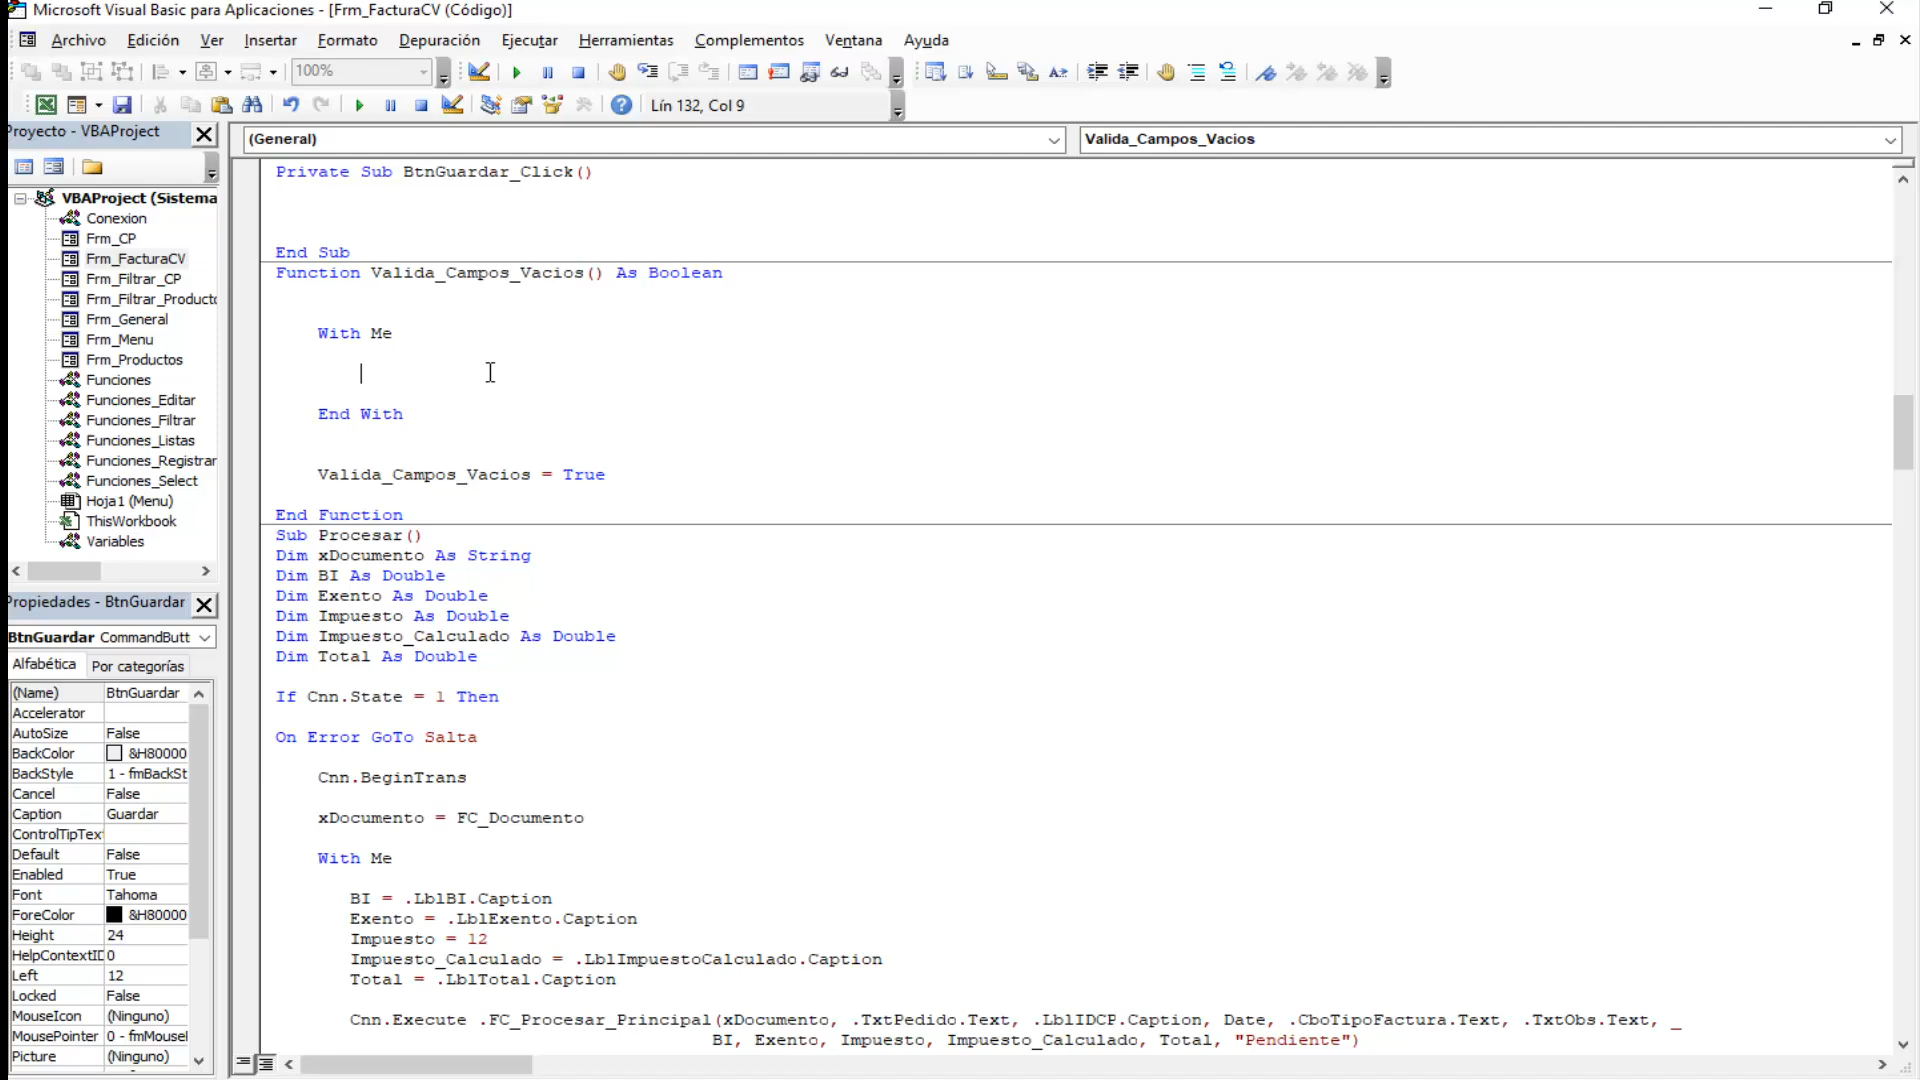 Microsoft Visual Basic para Aplicaciones - [Frm_FacturaCV (Código)]
Archivo Edición Ver Insertar Formato Depuración Ejecutar Herramientas Complementos Ventana Ayuda
100%
Lín 132, Col 9
Proyecto - VBAProject
VBAProject (Sistema
Conexion
Frm_CP
Frm_FacturaCV
Frm_Filtrar_CP
Frm_Filtrar_Producto
Frm_General
Frm_Menu
Frm_Productos
Funciones
Funciones_Editar
Funciones_Filtrar
Funciones_Listas
Funciones_Registrar
Funciones_Select
Hoja1 (Menu)
ThisWorkbook
Variables
Propiedades - BtnGuardar
BtnGuardar CommandButt
Alfabética Por categorías
(Name) BtnGuardar
Accelerator
AutoSize False
BackColor &H80000
BackStyle 1 - fmBackSt
Cancel False
Caption Guardar
ControlTipText
Default False
Enabled True
Font Tahoma
ForeColor &H80000
Height 24
HelpContextID 0
Left 12
Locked False
MouseIcon (Ninguno)
MousePointer 0 - fmMousel
Picture (Ninguno)
(General) Valida_Campos_Vacios
Private Sub BtnGuardar_Click()
End Sub
Function Valida_Campos_Vacios() As Boolean
With Me
End With
Valida_Campos_Vacios = True
End Function
Sub Procesar()
Dim xDocumento As String
Dim BI As Double
Dim Exento As Double
Dim Impuesto As Double
Dim Impuesto_Calculado As Double
Dim Total As Double
If Cnn.State = 1 Then
On Error GoTo Salta
Cnn.BeginTrans
xDocumento = FC_Documento
With Me
BI = .LblBI.Caption
Exento = .LblExento.Caption
Impuesto = 12
Impuesto_Calculado = .LblImpuestoCalculado.Caption
Total = .LblTotal.Caption
Cnn.Execute .FC_Procesar_Principal(xDocumento, .TxtPedido.Text, .LblIDCP.Caption, Date, .CboTipoFactura.Text, .TxtObs.Text, _
BI, Exento, Impuesto, Impuesto_Calculado, Total, "Pendiente")